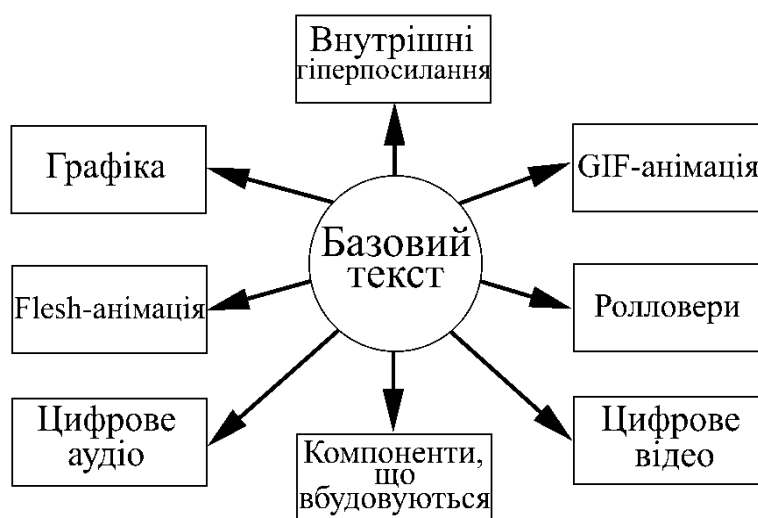 Внутрішні
гіперпосилання
Графіка
GIF-анімація
Базовий
текст
Flesh-анімація
Ролловери
Цифрове
аудіо
Компоненти,
що
вбудовуються
Цифрове
відео